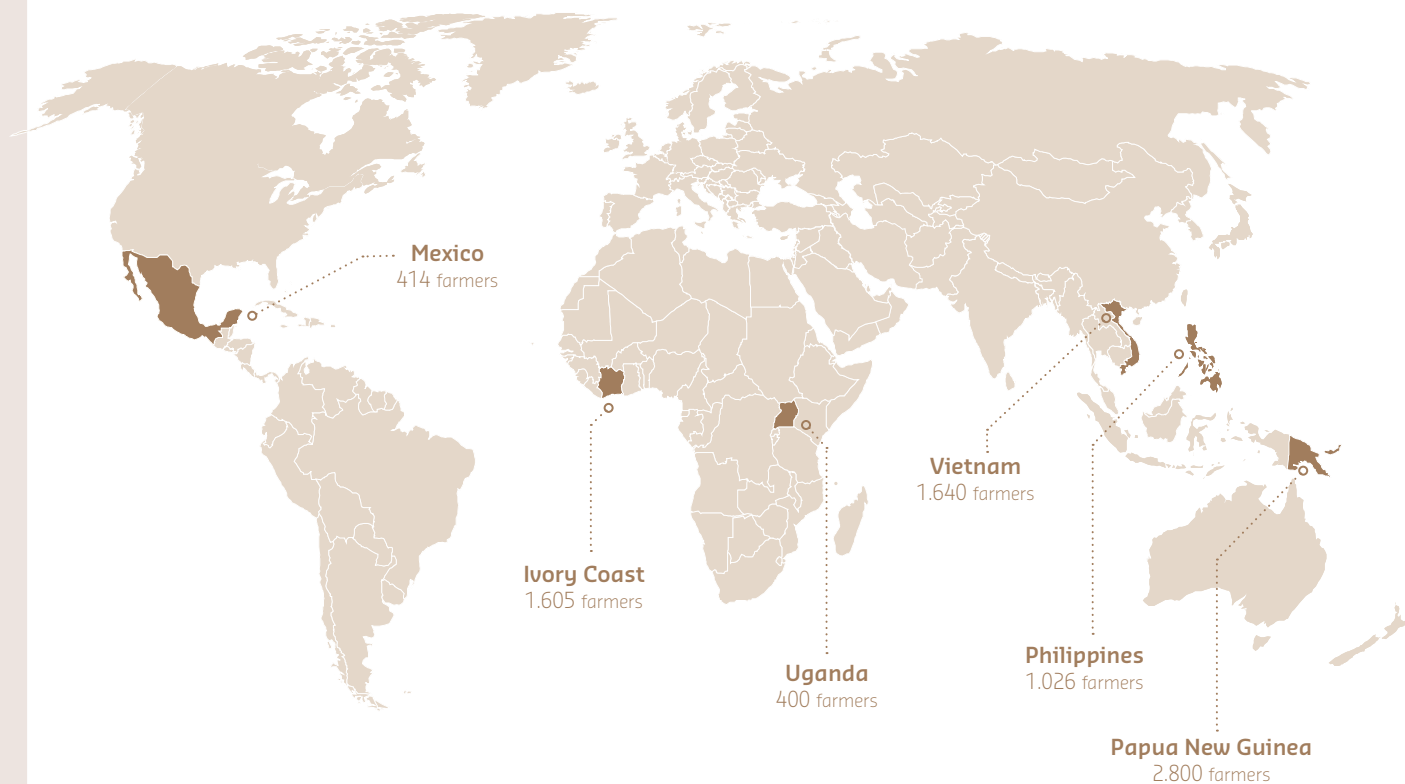 Mexico
414 farmers
Vietnam
1.640 farmers
Ivory Coast
1.605 farmers
Philippines
1.026 farmers
Uganda
400 farmers
Papua New Guinea
2.800 farmers